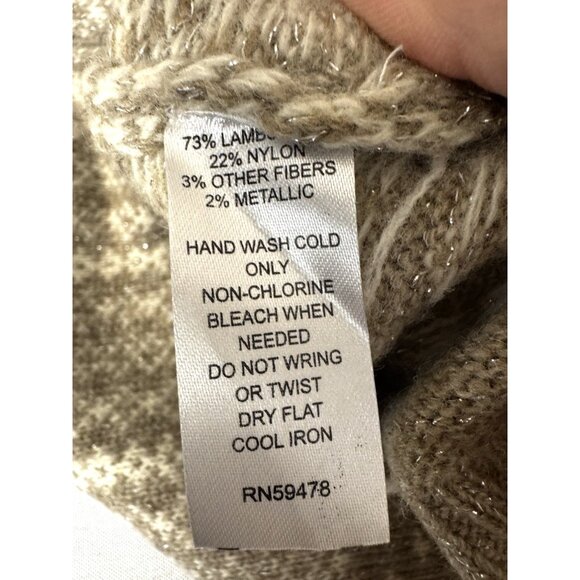 73%
22% NYLON
3% OTHER FIBERS
2% METALLIC
HAND WASH COLD
ONLY
NON-CHLORINE
BLEACH WHEN
NEEDED
DO NOT WRING
OR TWIST
DRY FLAT
COOL IRON
RN59478